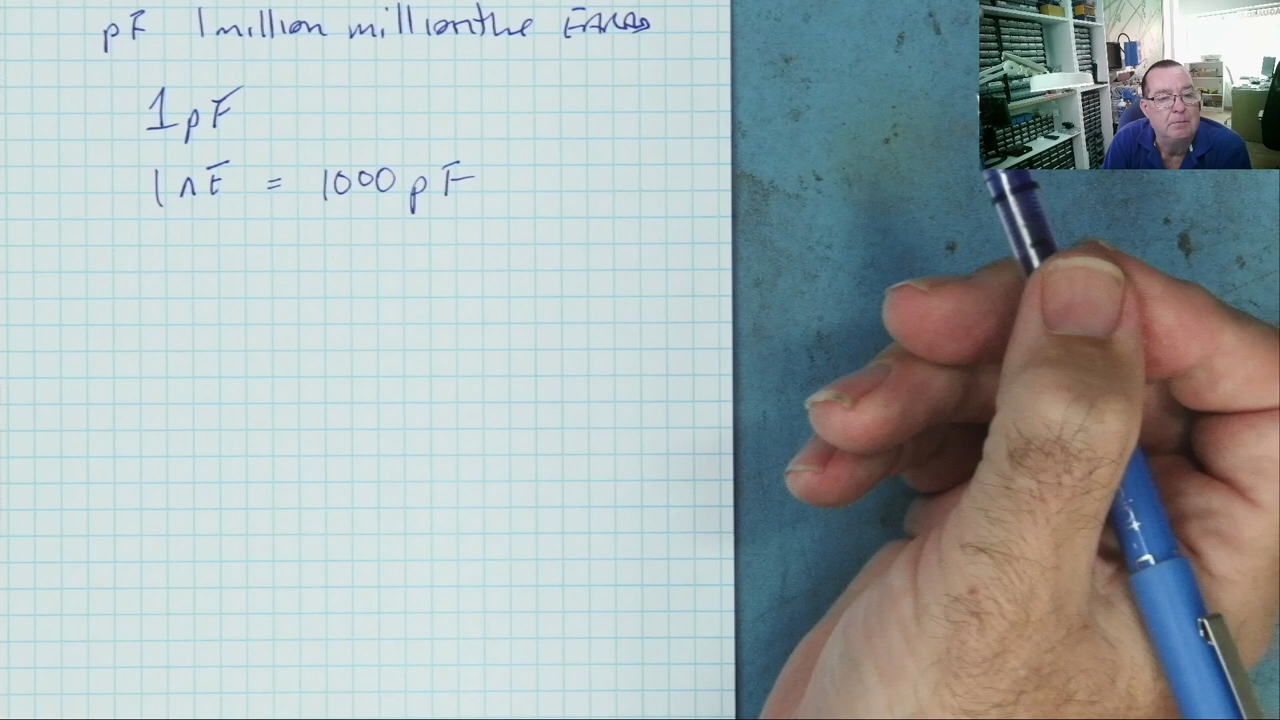 pF 1 million millionthe FARAD
1pF
1nF = 1000pF